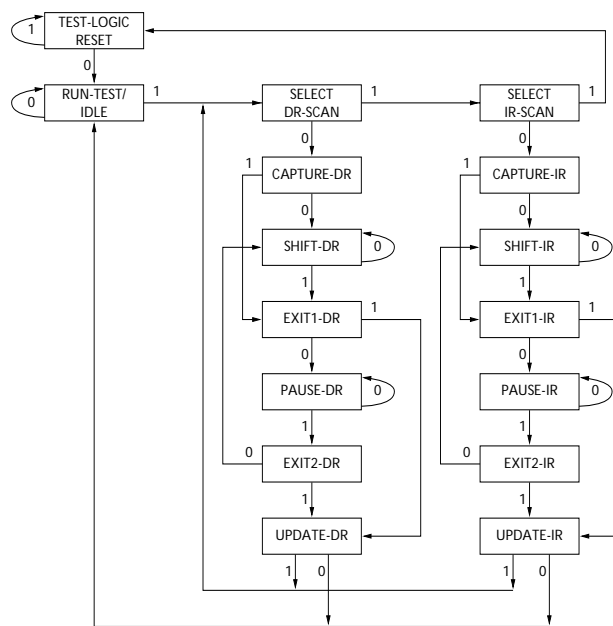 TEST-LOGIC
RESET
1
0
RUN-TEST/
IDLE
0
1
SELECT
DR-SCAN
1
SELECT
IR-SCAN
1
0
0
CAPTURE-DR
1
0
CAPTURE-IR
1
0
SHIFT-DR
0
1
SHIFT-IR
0
1
EXIT1-DR
1
0
EXIT1-IR
1
0
PAUSE-DR
0
1
PAUSE-IR
0
1
EXIT2-DR
0
1
EXIT2-IR
0
1
UPDATE-DR
1
0
UPDATE-IR
1
0